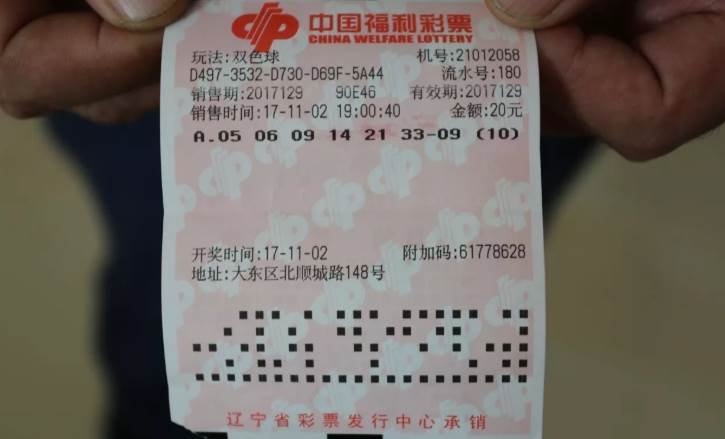 中国福利彩票
CHINA WELFARE LOTTERY
玩法:双色球 机号:21012058
D497-3532-D730-D69F-5A44 流水号:180
销售期:2017129 90E46 有效期:2017129
销售时间:17-11-02 19:00:40 金额:20元
A.05 06 09 14 21 33-09 (10)
开奖时间:17-11-02 附加码:61778628
地址:大东区北顺城路148号
辽宁省彩票发行中心承销